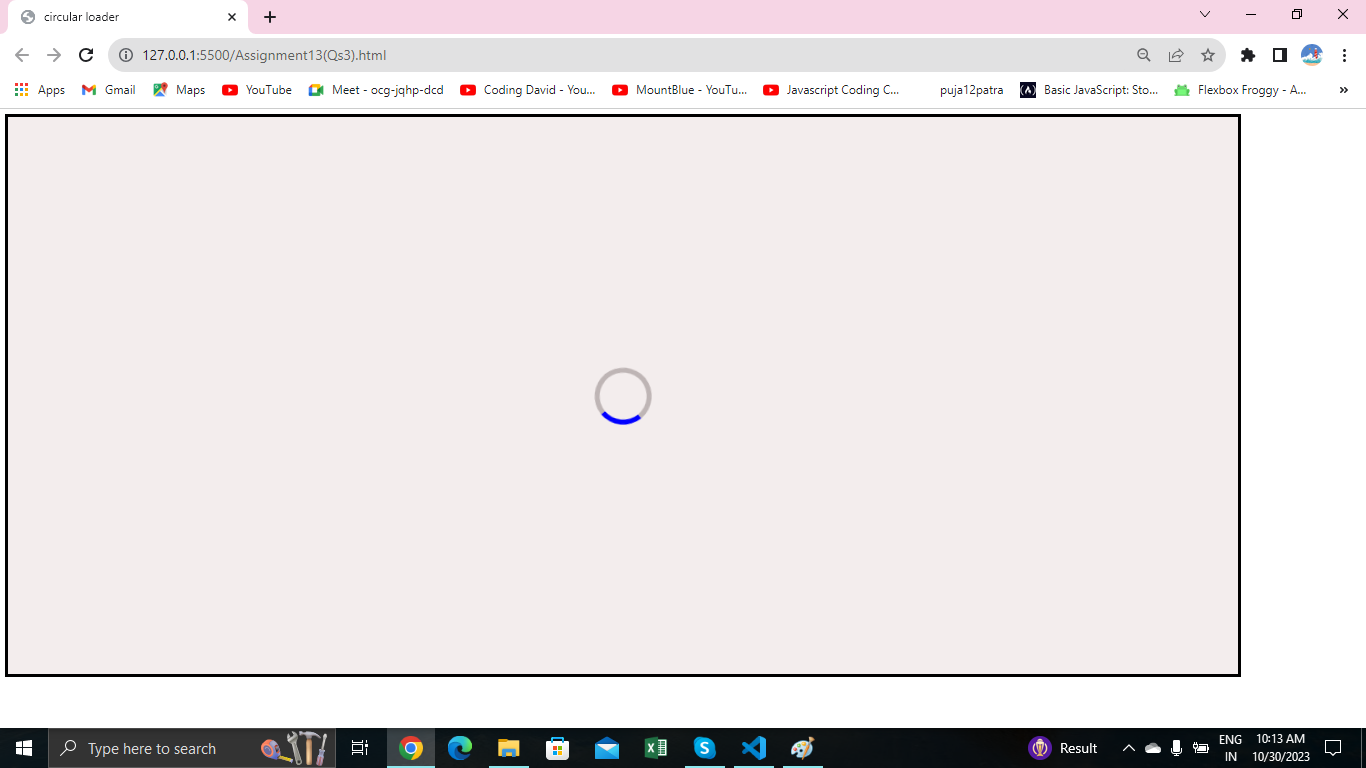 circular loader
127.0.0.1:5500/Assignment13(Qs3).html
Apps Gmail Maps YouTube Meet - ocg-jqhp-dcd Coding David - You... MountBlue - YouTu... Javascript Coding C... puja12patra Basic JavaScript: Sto... Flexbox Froggy - A... »
Type here to search
Result
ENG
IN
10:13 AM
10/30/2023